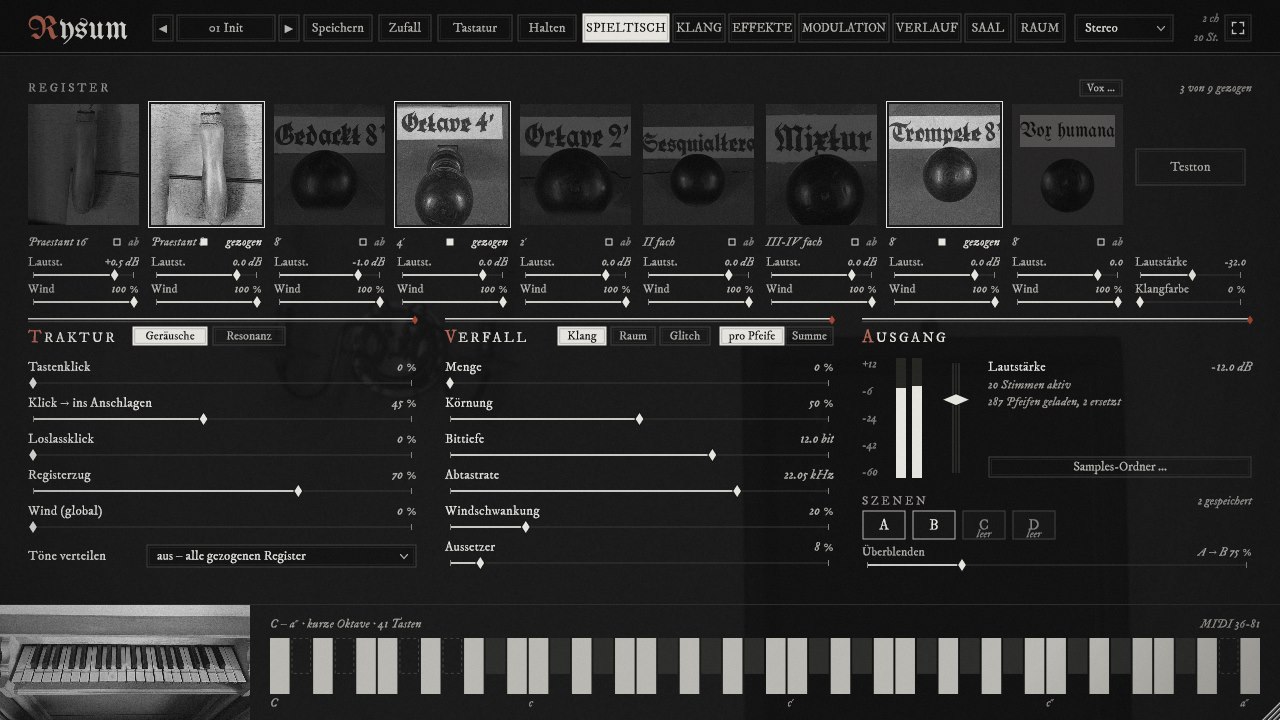 Rysum
◀ 01 Init ▶ Speichern Zufall Tastatur Halten SPIELTISCH KLANG EFFEKTE MODULATION VERLAUF SAAL RAUM Stereo 2 ch
20 St.
REGISTER Vox ... 3 von 9 gezogen
Gedackt 8' Octave 4' Octave 2' Sesquialtera Mixtur Trompete 8' Vox humana
Testton
Praestant 16' ab Praestant gezogen 8' ab 4' gezogen 2' ab II fach ab III-IV fach ab 8' gezogen 8' ab
Lautst. +0.5 dB Lautst. 0.0 dB Lautst. -1.0 dB Lautst. 0.0 dB Lautst. 0.0 dB Lautst. 0.0 dB Lautst. 0.0 dB Lautst. 0.0 dB Lautst. 0.0 Lautstärke -32.0
Wind 100 % Wind 100 % Wind 100 % Wind 100 % Wind 100 % Wind 100 % Wind 100 % Wind 100 % Wind 100 % Klangfarbe 0 %
TRAKTUR Geräusche Resonanz
Tastenklick 0 %
Klick → ins Anschlagen 45 %
Loslassklick 0 %
Registerzug 70 %
Wind (global) 0 %
Töne verteilen aus – alle gezogenen Register
VERFALL Klang Raum Glitch pro Pfeife Summe
Menge 0 %
Körnung 50 %
Bittiefe 12.0 bit
Abtastrate 22.05 kHz
Windschwankung 20 %
Aussetzer 8 %
AUSGANG
+12
-6
-24
-42
-60
Lautstärke -12.0 dB
20 Stimmen aktiv
287 Pfeifen geladen, 2 ersetzt
Samples-Ordner ...
SZENEN 2 gespeichert
A B C D
leer leer
Überblenden A → B 75 %
C – a'' · kurze Oktave · 41 Tasten MIDI 36-81
C c c' c'' a''